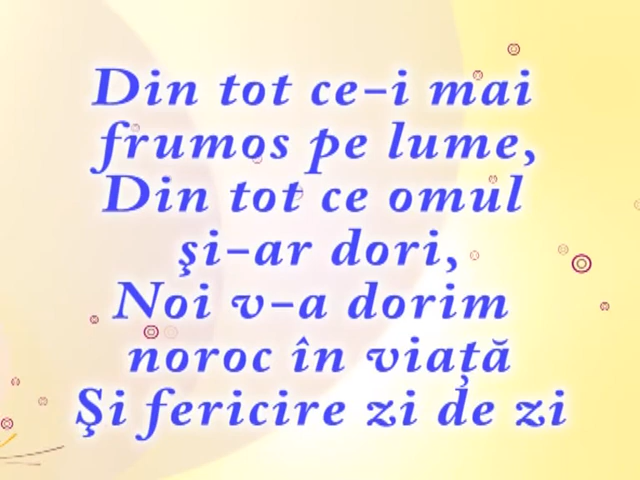 Din tot ce-i mai
frumos pe lume,
Din tot ce omul
şi-ar dori,
Noi v-a dorim
noroc în viaţă
Şi fericire zi de zi